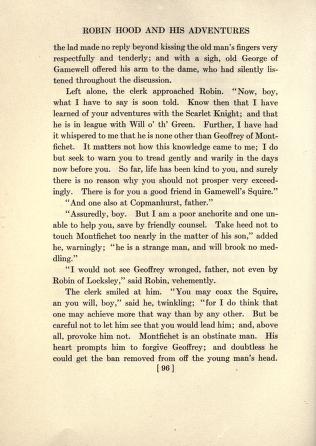 ROBIN HOOD AND HIS ADVENTURES
the lad made no reply beyond kissing the old man's fingers very
respectfully and tenderly; and with a sigh, old George of
Gamewell offered his arm to the dame, who had silently lis-
tened throughout the discussion.
Left alone, the clerk approached Robin. "Now, boy,
what I have to say is soon told. Know then that I have
learned of your adventures with the Scarlet Knight; and that
he is in league with Will o' th' Green. Further, I have had
it whispered to me that he is none other than Geoffrey of Mont-
fichet. It matters not how this knowledge came to me; I do
but seek to warn you to tread gently and warily in the days
now before you. So far, life has been kind to you, and surely
there is no reason why you should not prosper very exceed-
ingly. There is for you a good friend in Gamewell's Squire."
"And one also at Copmanhurst, father."
"Assuredly, boy. But I am a poor anchorite and one un-
able to help you, save by friendly counsel. Take heed not to
touch Montfichet too nearly in the matter of his son," added
he, warningly; "he is a strange man, and will brook no med-
dling."
"I would not see Geoffrey wronged, father, not even by
Robin of Locksley," said Robin, vehemently.
The clerk smiled at him. "You may coax the Squire,
an you will, boy," said he, twinkling; "for I do think that
one may achieve more that way than by any other. But be
careful not to let him see that you would lead him; and, above
all, provoke him not. Montfichet is an obstinate man. His
heart prompts him to forgive Geoffrey; and doubtless he
could get the ban removed from off the young man's head.
[ 96 ]